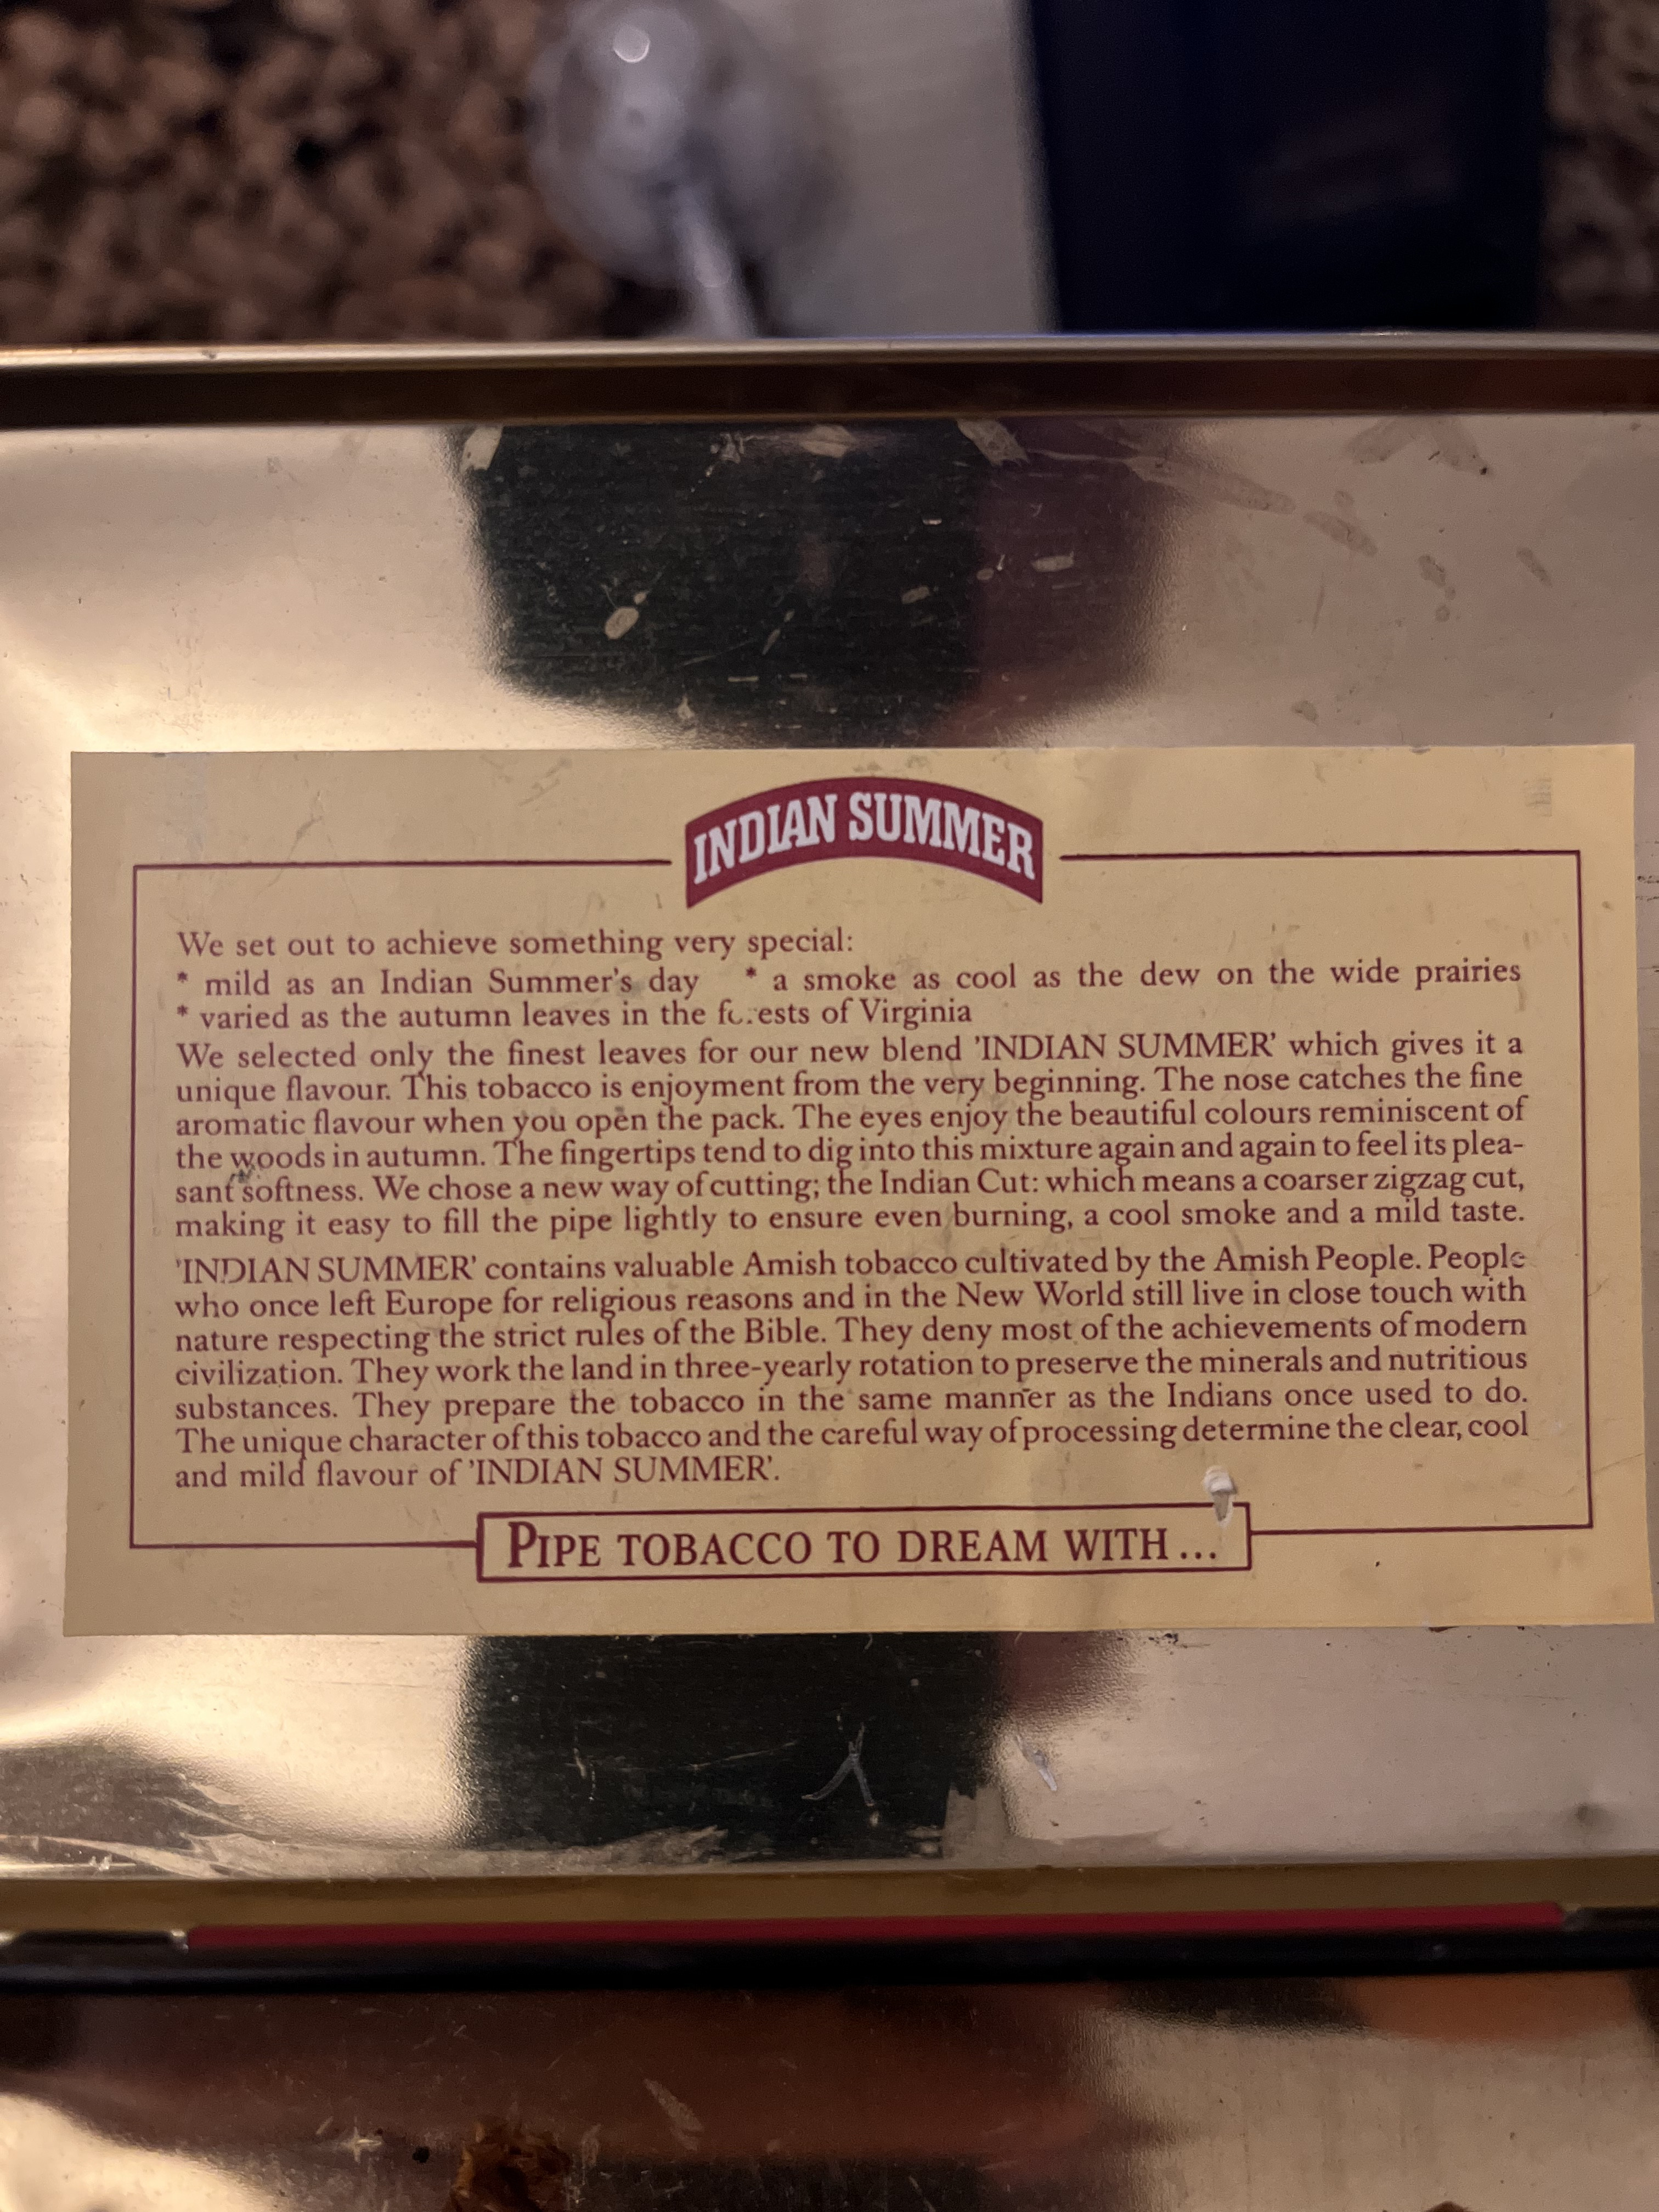 INDIAN SUMMER
We set out to achieve something very special:
* mild as an Indian Summer's day * a smoke as cool as the dew on the wide prairies
* varied as the autumn leaves in the forests of Virginia
We selected only the finest leaves for our new blend 'INDIAN SUMMER' which gives it a
unique flavour. This tobacco is enjoyment from the very beginning. The nose catches the fine
aromatic flavour when you open the pack. The eyes enjoy the beautiful colours reminiscent of
the woods in autumn. The fingertips tend to dig into this mixture again and again to feel its plea-
sant softness. We chose a new way of cutting; the Indian Cut: which means a coarser zigzag cut,
making it easy to fill the pipe lightly to ensure even burning, a cool smoke and a mild taste.
'INDIAN SUMMER' contains valuable Amish tobacco cultivated by the Amish People. People
who once left Europe for religious reasons and in the New World still live in close touch with
nature respecting the strict rules of the Bible. They deny most of the achievements of modern
civilization. They work the land in three-yearly rotation to preserve the minerals and nutritious
substances. They prepare the tobacco in the same manner as the Indians once used to do.
The unique character of this tobacco and the careful way of processing determine the clear, cool
and mild flavour of 'INDIAN SUMMER'.
PIPE TOBACCO TO DREAM WITH...